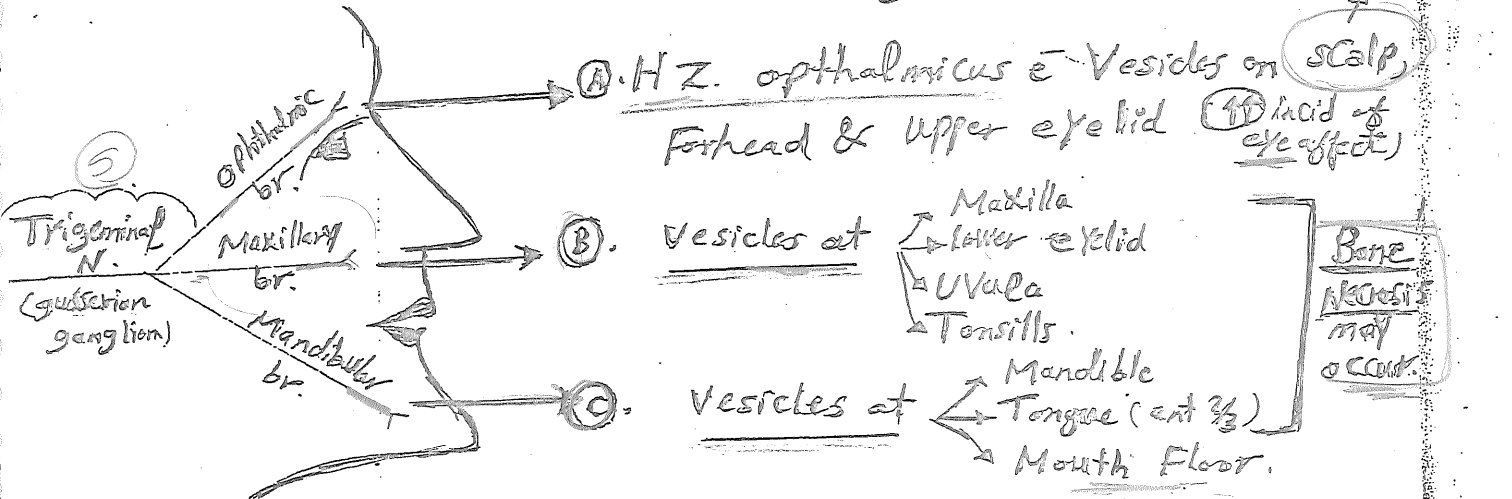 Ⓐ. H Z. opthalmicus ē Vesicles on scalp,
Forhead & upper eyelid (↑↑ incid of
eye affect)
5
Ophthalmic
br.
Trigeminal
N.
(gutserion
ganglion)
Maxillary
br.
Mandibular
br.
Ⓑ. Vesicles at
Maxilla
lower eyelid
UVula
Tonsills.
Bone
Necrosis
may
occur.
Ⓒ. Vesicles at
Mandible
Tongue (ant 2/3)
Mouth Floor.